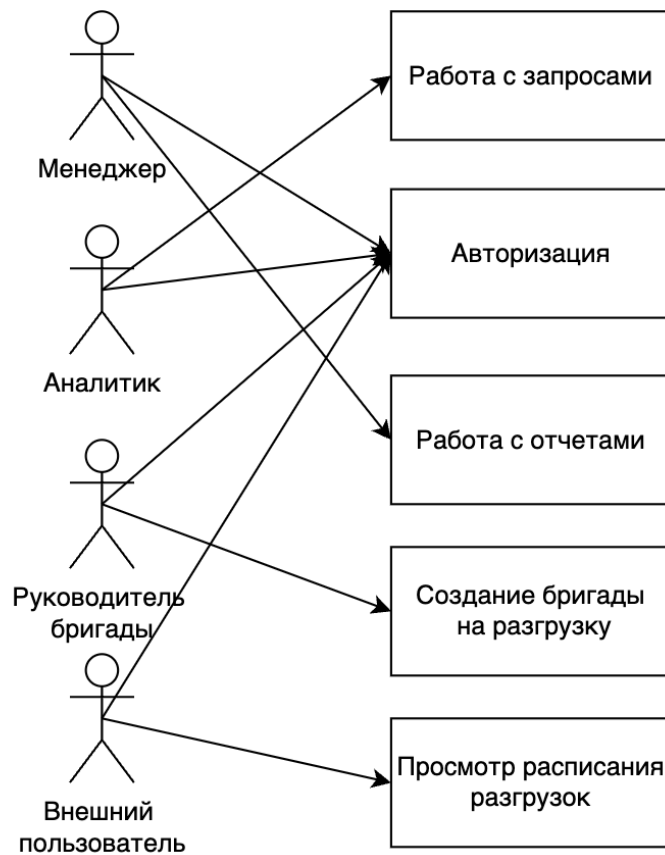 Работа с запросами
Менеджер
Авторизация
Аналитик
Работа с отчетами
Руководитель
бригады
Создание бригады
на разгрузку
Внешний
пользователь
Просмотр расписания
разгрузок